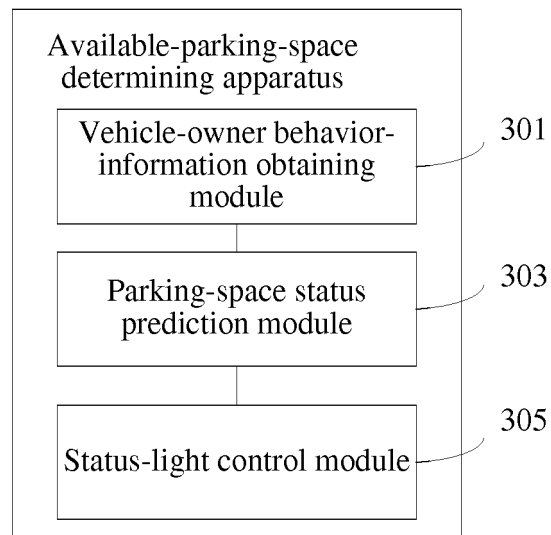 Available-parking-space
determining apparatus
Vehicle-owner behavior-
information obtaining
module
301
Parking-space status
prediction module
303
Status-light control module
305